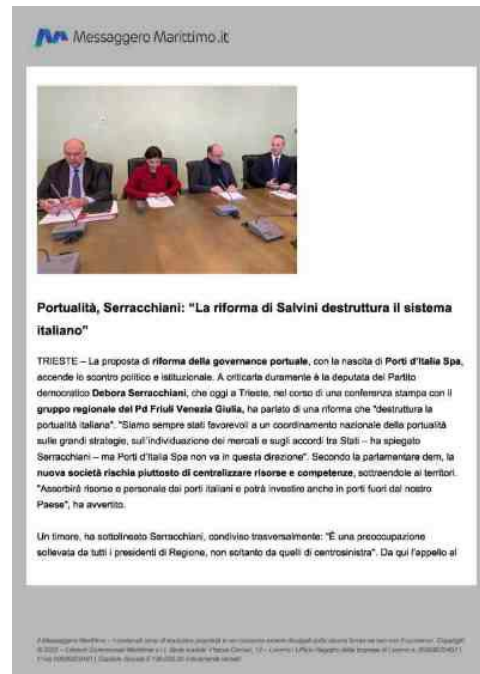 Messaggero Marittimo.it
Portualità, Serracchiani: “La riforma di Salvini destruttura il sistema
italiano”
TRIESTE – La proposta di riforma della governance portuale, con la nascita di Porti d'Italia Spa,
accende lo scontro politico e istituzionale. A criticarla duramente è la deputata del Partito
democratico Debora Serracchiani, che oggi a Trieste, nel corso di una conferenza stampa con il
gruppo regionale del Pd Friuli Venezia Giulia, ha parlato di una riforma che "destruttura la
portualità italiana". "Siamo sempre stati favorevoli a un coordinamento nazionale della portualità
sulle grandi strategie, sull'individuazione dei mercati e sugli accordi tra Stati – ha spiegato
Serracchiani – ma Porti d'Italia Spa non va in questa direzione". Secondo la parlamentare dem, la
nuova società rischia piuttosto di centralizzare risorse e competenze, sottraendole ai territori.
"Assorbirà risorse e personale dai porti italiani e potrà investire anche in porti fuori dal nostro
Paese", ha avvertito.
Un timore, ha sottolineato Serracchiani, condiviso trasversalmente: "È una preoccupazione
sollevata da tutti i presidenti di Regione, non soltanto da quelli di centrosinistra". Da qui l'appello al